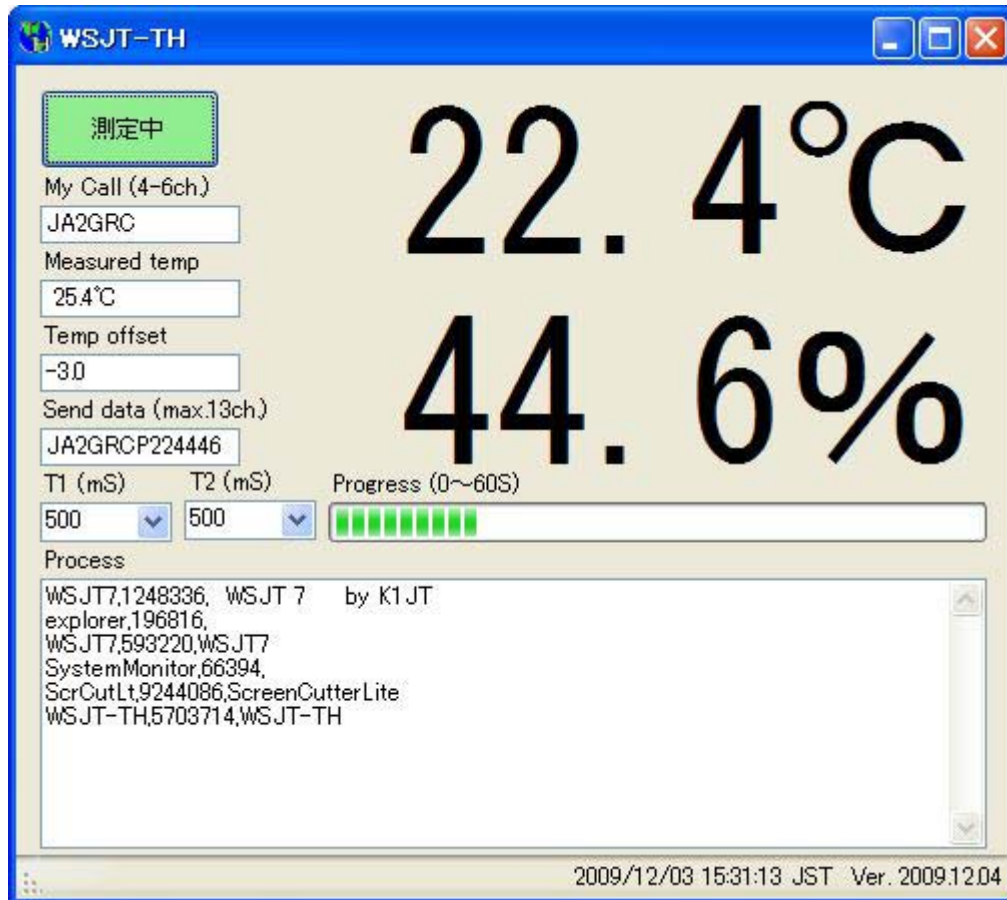 WSJT-TH
測定中
22.4℃
My Call (4-6ch.)
JA2GRC
Measured temp
25.4℃
44.6%
Temp offset
-3.0
Send data (max.13ch.)
JA2GRCP224446
T1 (mS) T2 (mS) Progress (0～60S)
500 500
Process
WSJT7,1248336, WSJT 7 by K1JT
explorer,196816,
WSJT7,593220,WSJT7
SystemMonitor,66394,
ScrCutLt,9244086,ScreenCutterLite
WSJT-TH,5703714,WSJT-TH
2009/12/03 15:31:13 JST Ver. 2009.12.04